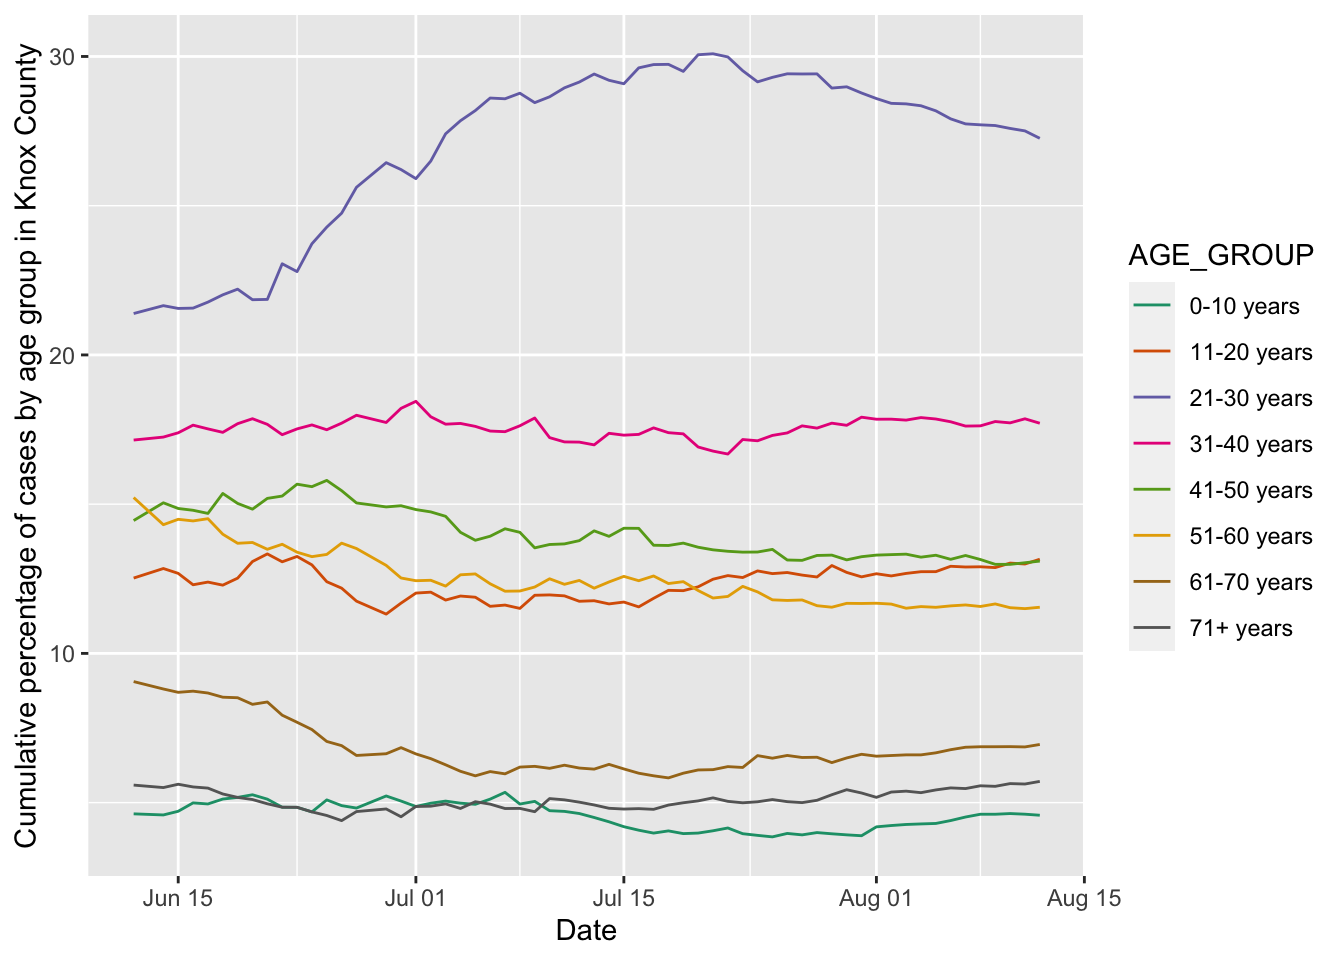 Cumulative percentage of cases by age group in Knox County
30
20
10
Jun 15
Jul 01
Jul 15
Aug 01
Aug 15
Date
AGE_GROUP
0-10 years
11-20 years
21-30 years
31-40 years
41-50 years
51-60 years
61-70 years
71+ years